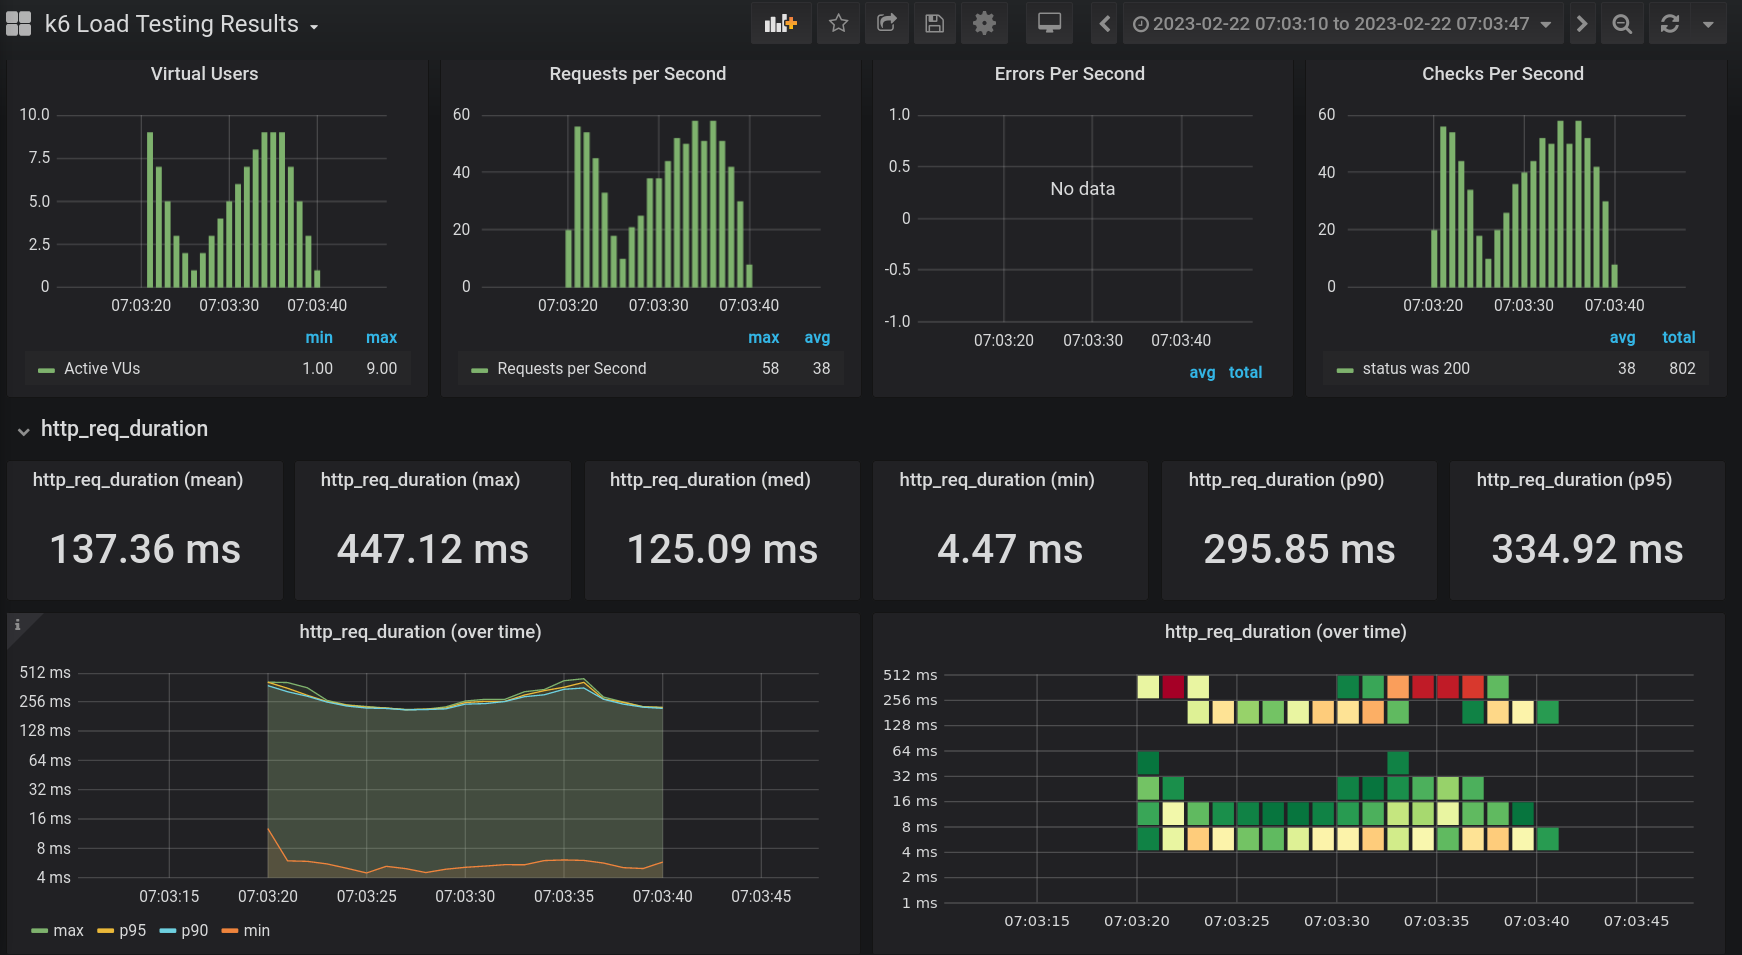 k6 Load Testing Results
2023-02-22 07:03:10 to 2023-02-22 07:03:47
Virtual Users
10.0
7.5
5.0
2.5
0
07:03:20 07:03:30 07:03:40
min max
Active VUs 1.00 9.00
Requests per Second
60
40
20
0
07:03:20 07:03:30 07:03:40
max avg
Requests per Second 58 38
Errors Per Second
1.0
0.5
No data
0
-0.5
-1.0
07:03:20 07:03:30 07:03:40
avg total
Checks Per Second
60
40
20
0
07:03:20 07:03:30 07:03:40
avg total
status was 200 38 802
http_req_duration
http_req_duration (mean)
137.36 ms
http_req_duration (max)
447.12 ms
http_req_duration (med)
125.09 ms
http_req_duration (min)
4.47 ms
http_req_duration (p90)
295.85 ms
http_req_duration (p95)
334.92 ms
i
http_req_duration (over time)
512 ms
256 ms
128 ms
64 ms
32 ms
16 ms
8 ms
4 ms
07:03:15 07:03:20 07:03:25 07:03:30 07:03:35 07:03:40 07:03:45
max p95 p90 min
http_req_duration (over time)
512 ms
256 ms
128 ms
64 ms
32 ms
16 ms
8 ms
4 ms
2 ms
1 ms
07:03:15 07:03:20 07:03:25 07:03:30 07:03:35 07:03:40 07:03:45